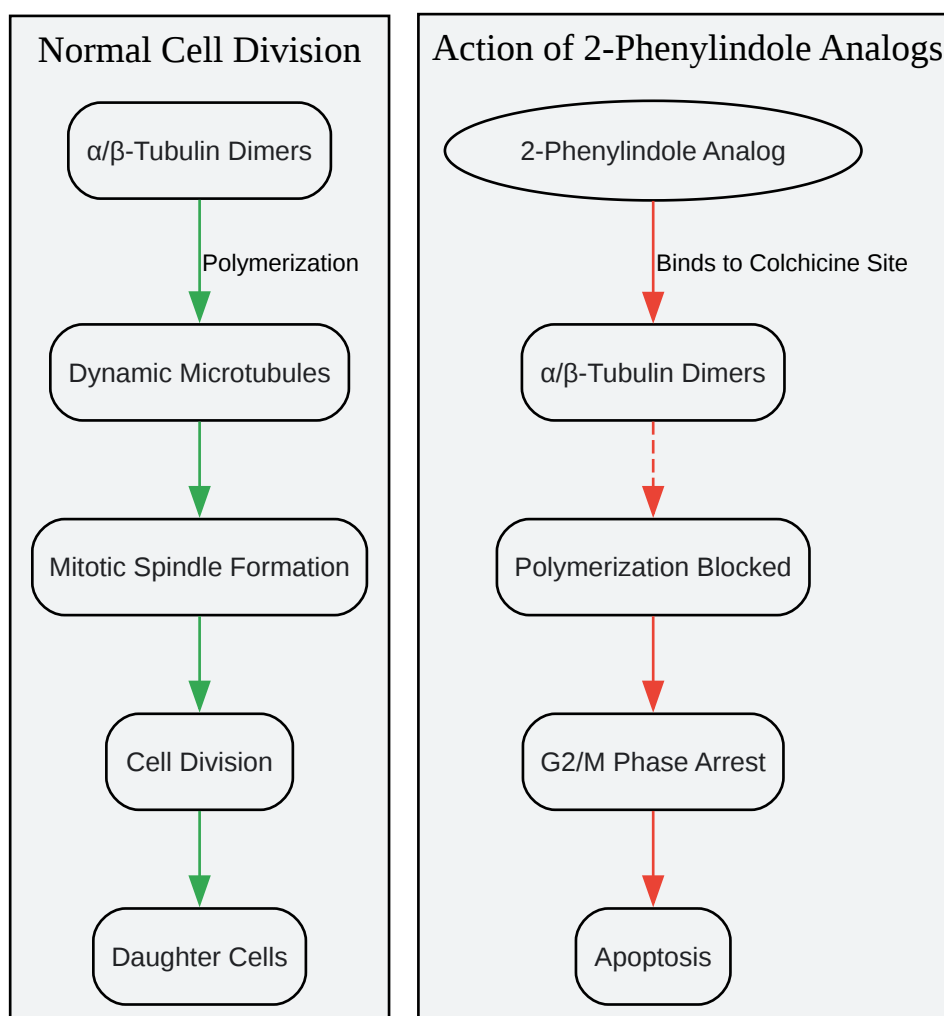 Normal Cell Division
α/β-Tubulin Dimers
Polymerization
Dynamic Microtubules
Mitotic Spindle Formation
Cell Division
Daughter Cells
Action of 2-Phenylindole Analogs
2-Phenylindole Analog
Binds to Colchicine Site
α/β-Tubulin Dimers
Polymerization Blocked
G2/M Phase Arrest
Apoptosis